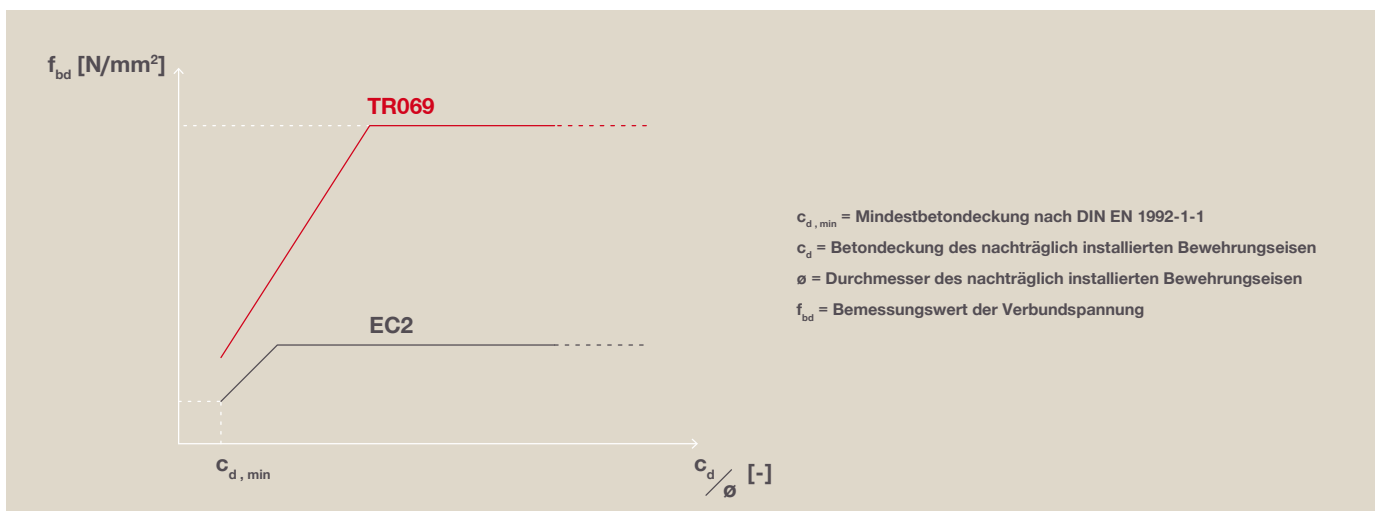 f_bd [N/mm²]
TR069
EC2
c_d , min
c_d/ø [-]
c_d , min = Mindestbetondeckung nach DIN EN 1992-1-1
c_d = Betondeckung des nachträglich installierten Bewehrungseisen
ø = Durchmesser des nachträglich installierten Bewehrungseisen
f_bd = Bemessungswert der Verbundspannung